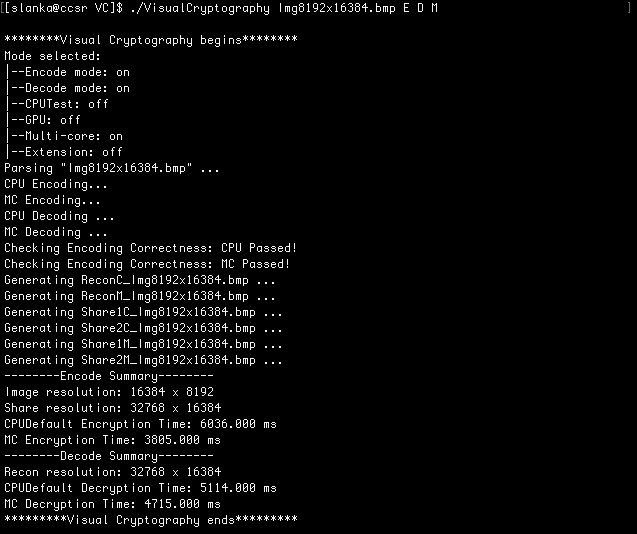 [[slanka@ccsr VC]$ ./VisualCryptography Img8192x16384.bmp E D M ]
********Visual Cryptography begins********
Mode selected:
|--Encode mode: on
|--Decode mode: on
|--CPUTest: off
|--GPU: off
|--Multi-core: on
|--Extension: off
Parsing "Img8192x16384.bmp" ...
CPU Encoding...
MC Encoding...
CPU Decoding ...
MC Decoding ...
Checking Encoding Correctness: CPU Passed!
Checking Encoding Correctness: MC Passed!
Generating ReconC_Img8192x16384.bmp ...
Generating ReconM_Img8192x16384.bmp ...
Generating Share1C_Img8192x16384.bmp ...
Generating Share2C_Img8192x16384.bmp ...
Generating Share1M_Img8192x16384.bmp ...
Generating Share2M_Img8192x16384.bmp ...
--------Encode Summary--------
Image resolution: 16384 x 8192
Share resolution: 32768 x 16384
CPUDefault Encryption Time: 6036.000 ms
MC Encryption Time: 3805.000 ms
--------Decode Summary--------
Recon resolution: 32768 x 16384
CPUDefault Decryption Time: 5114.000 ms
MC Decryption Time: 4715.000 ms
*********Visual Cryptography ends*********